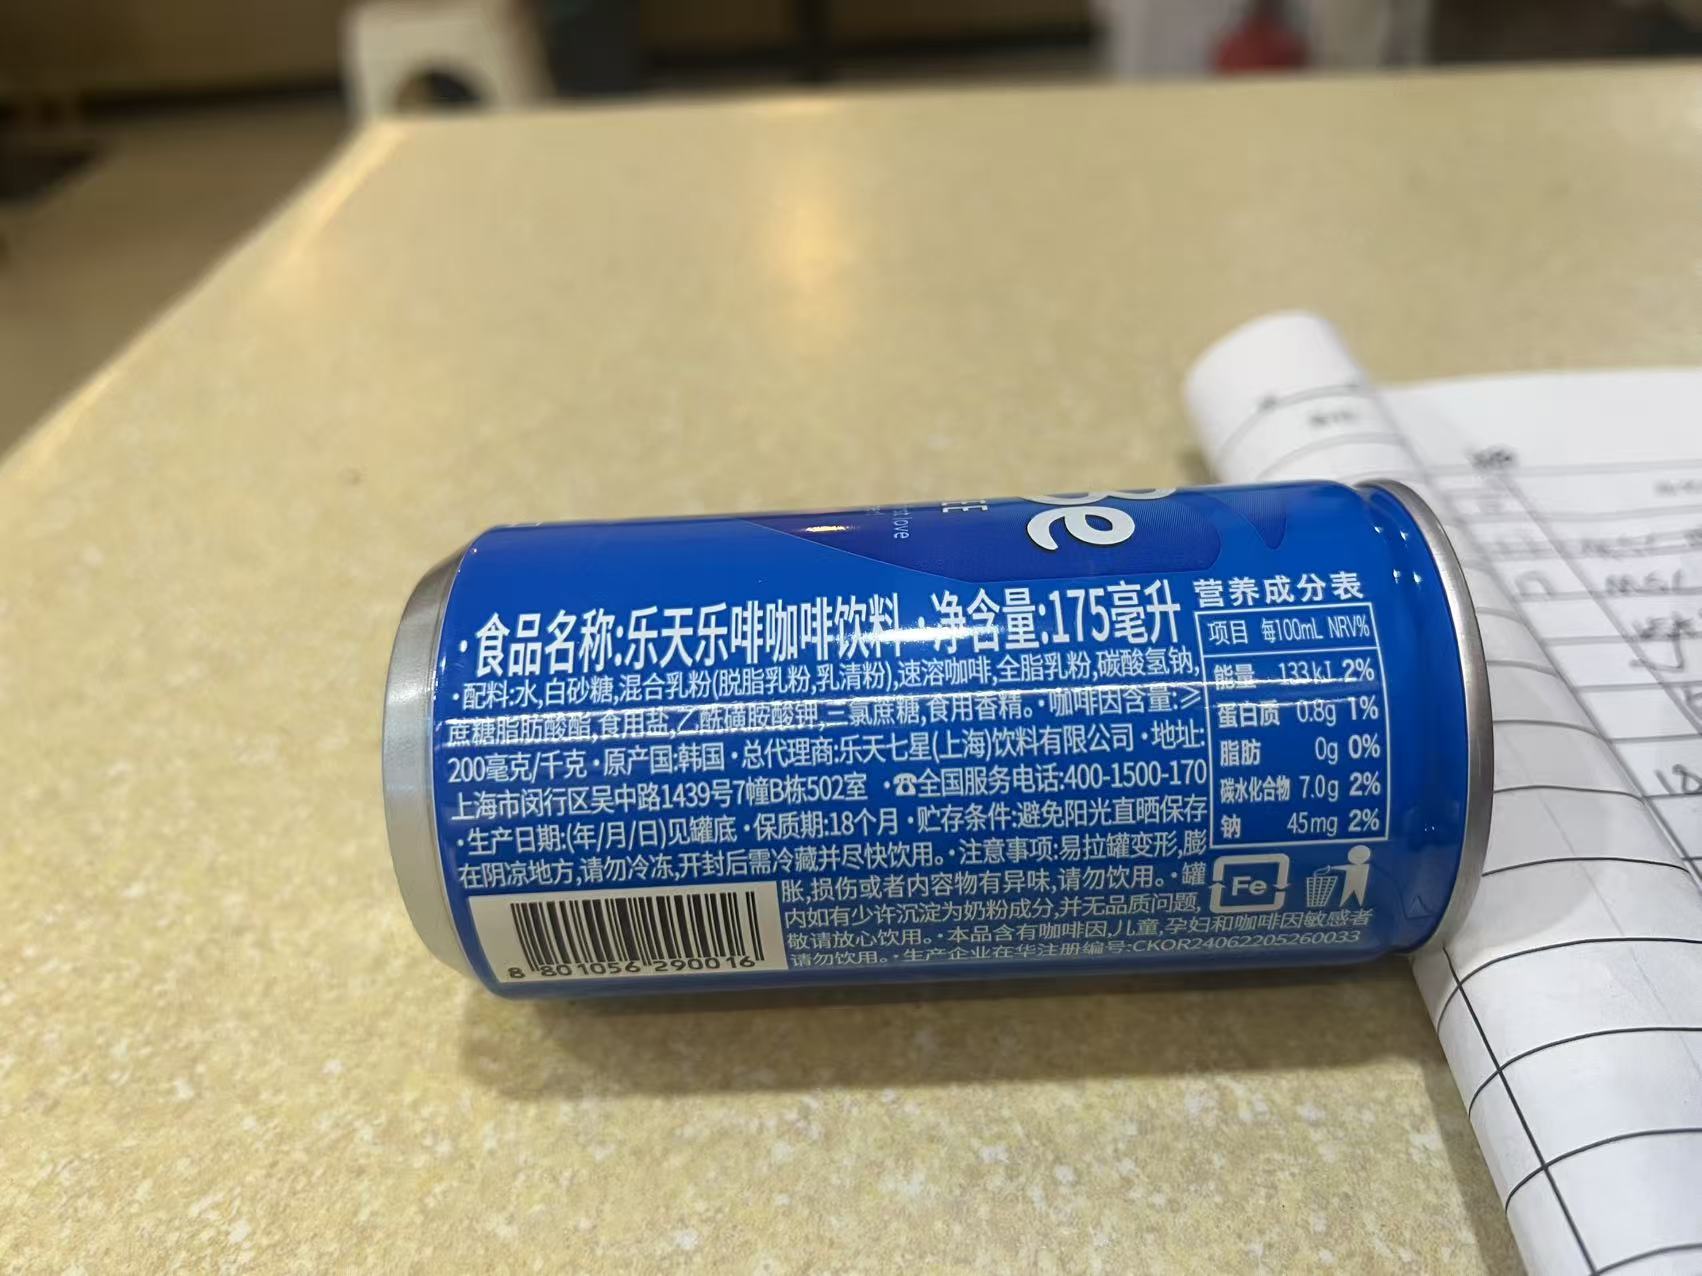 e
·食品名称:乐天乐啡咖啡饮料 ·净含量:175毫升
·配料:水,白砂糖,混合乳粉(脱脂乳粉,乳清粉),速溶咖啡,全脂乳粉,碳酸氢钠,
蔗糖脂肪酸酯,食用盐,乙酰磺胺酸钾,三氯蔗糖,食用香精。·咖啡因含量:≥
200毫克/千克·原产国:韩国·总代理商:乐天七星(上海)饮料有限公司·地址:
上海市闵行区吴中路1439号7幢B栋502室 ·☎全国服务电话:400-1500-170
·生产日期:(年/月/日)见罐底·保质期:18个月·贮存条件:避免阳光直晒保存
在阴凉地方,请勿冷冻,开封后需冷藏并尽快饮用。·注意事项:易拉罐变形,膨
胀,损伤或者内容物有异味,请勿饮用。·罐
内如有少许沉淀为奶粉成分,并无品质问题,
敬请放心饮用。·本品含有咖啡因,儿童,孕妇和咖啡因敏感者
请勿饮用。·生产企业在华注册编号:CKOR24062205260033
8 801056 290016
营养成分表
项目 每100mL NRV%
能量 133kJ 2%
蛋白质 0.8g 1%
脂肪 0g 0%
碳水化合物 7.0g 2%
钠 45mg 2%
Fe